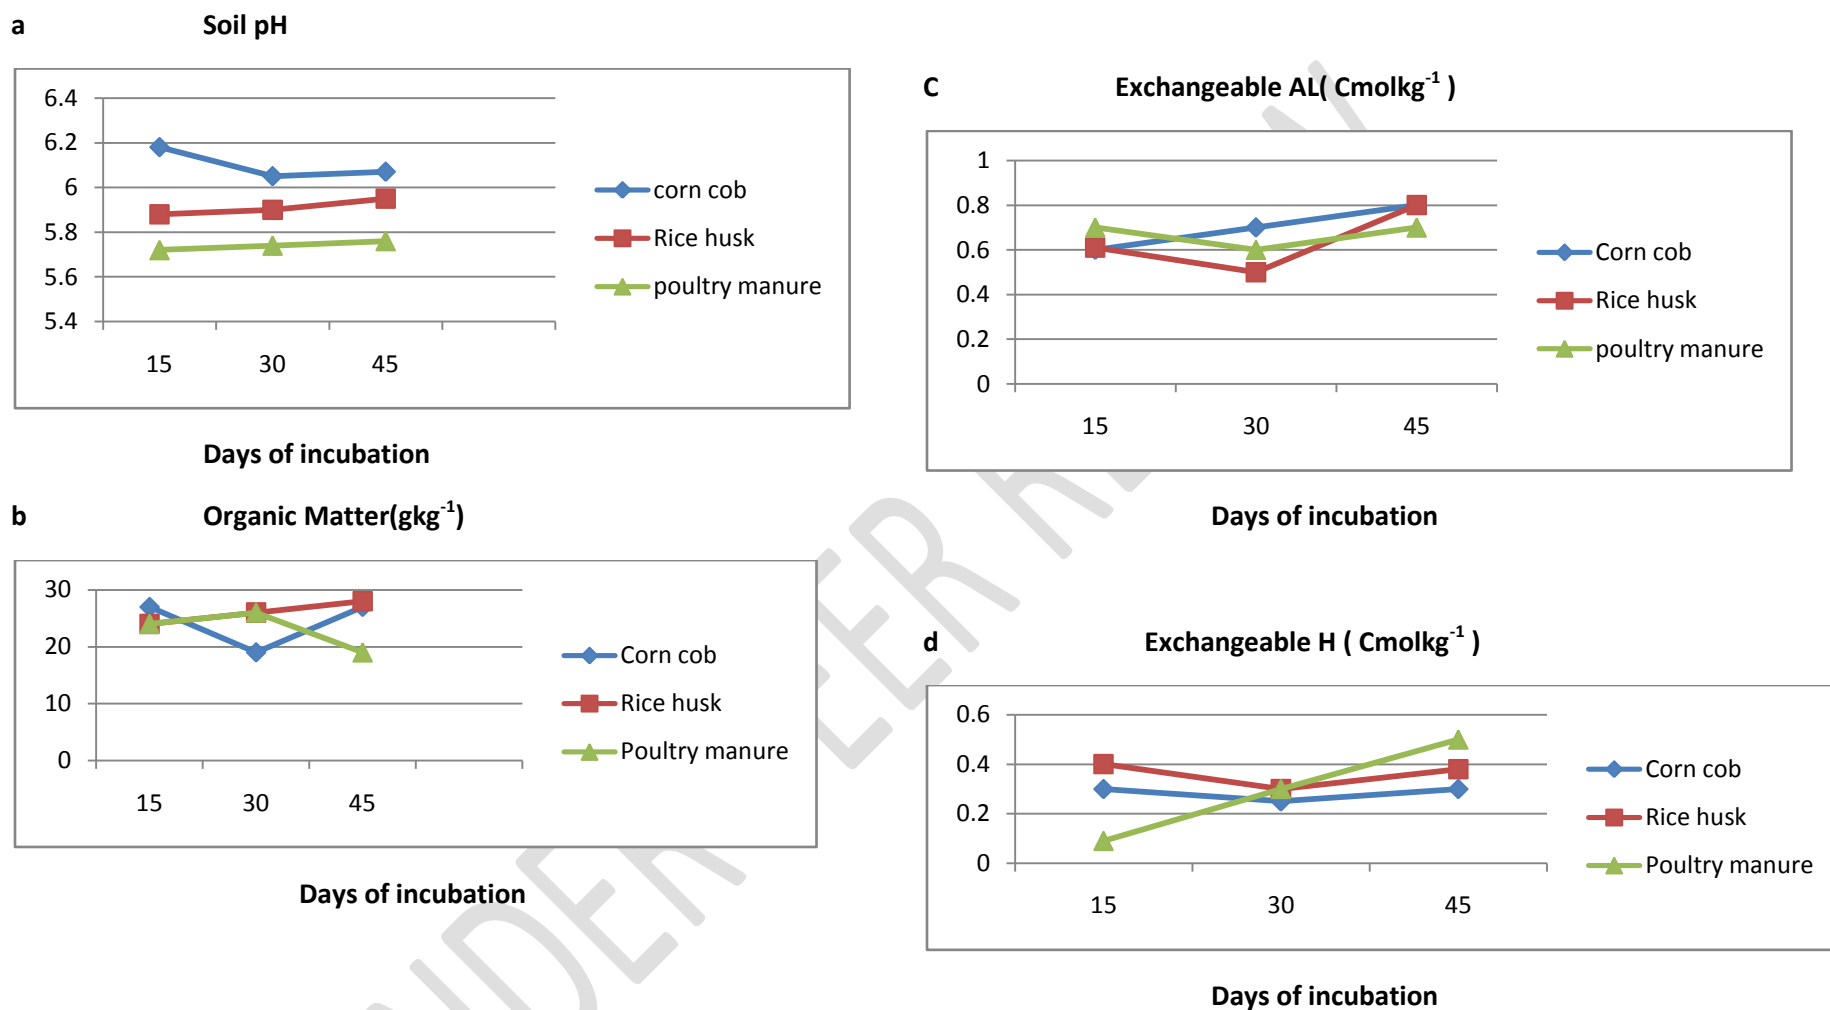 a Soil pH
6.4
6.2
6
5.8
5.6
5.4
15 30 45
corn cob
Rice husk
poultry manure
Days of incubation
b Organic Matter(gkg-1)
30
20
10
0
15 30 45
Corn cob
Rice husk
Poultry manure
Days of incubation
C Exchangeable AL( Cmolkg-1 )
1
0.8
0.6
0.4
0.2
0
15 30 45
Corn cob
Rice husk
poultry manure
Days of incubation
d Exchangeable H ( Cmolkg-1 )
0.6
0.4
0.2
0
15 30 45
Corn cob
Rice husk
Poultry manure
Days of incubation